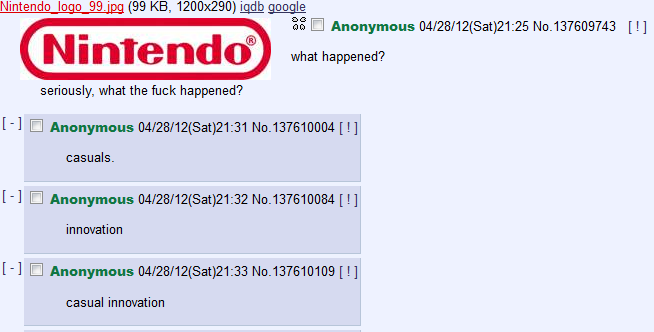 Nintendo_logo_99.jpg (99 KB, 1200x290) iqdb google
Nintendo®
Anonymous 04/28/12(Sat)21:25 No.137609743 [ ! ]
what happened?
seriously, what the fuck happened?
[ - ] Anonymous 04/28/12(Sat)21:31 No.137610004 [ ! ]
casuals.
[ - ] Anonymous 04/28/12(Sat)21:32 No.137610084 [ ! ]
innovation
[ - ] Anonymous 04/28/12(Sat)21:33 No.137610109 [ ! ]
casual innovation